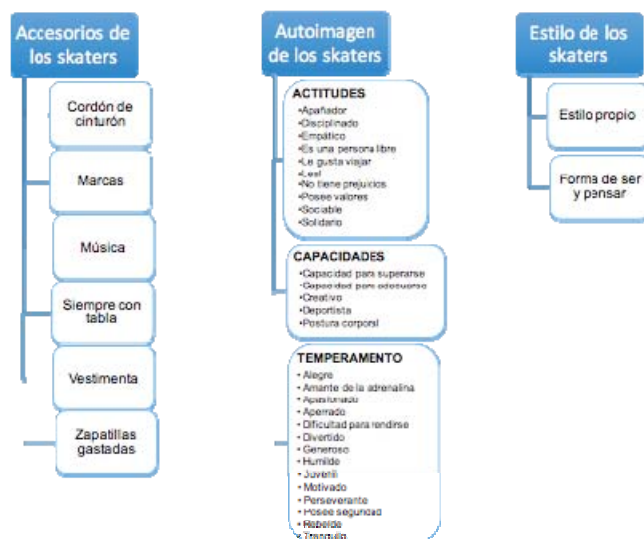 Accesorios de
los skaters
Cordón de
cinturón
Marcas
Música
Siempre con
tabla
Vestimenta
Zapatillas
gastadas
Autoimagen
de los skaters
ACTITUDES
•Apañador
•Disciplinado
•Empático
•Es una persona libre
•Le gusta viajar
•Leal
•No tiene prejuicios
•Posee valores
•Sociable
•Solidario
CAPACIDADES
•Capacidad para superarse
•Capacidad para adecuarse
•Creativo
•Deportista
•Postura corporal
TEMPERAMENTO
• Alegre
• Amante de la adrenalina
• Apasionado
• Aperrado
• Dificultad para rendirse
• Divertido
• Generoso
• Humilde
• Juvenil
• Motivado
• Perseverante
• Posee seguridad
• Rebelde
• Tranquilo
Estilo de los
skaters
Estilo propio
Forma de ser
y pensar